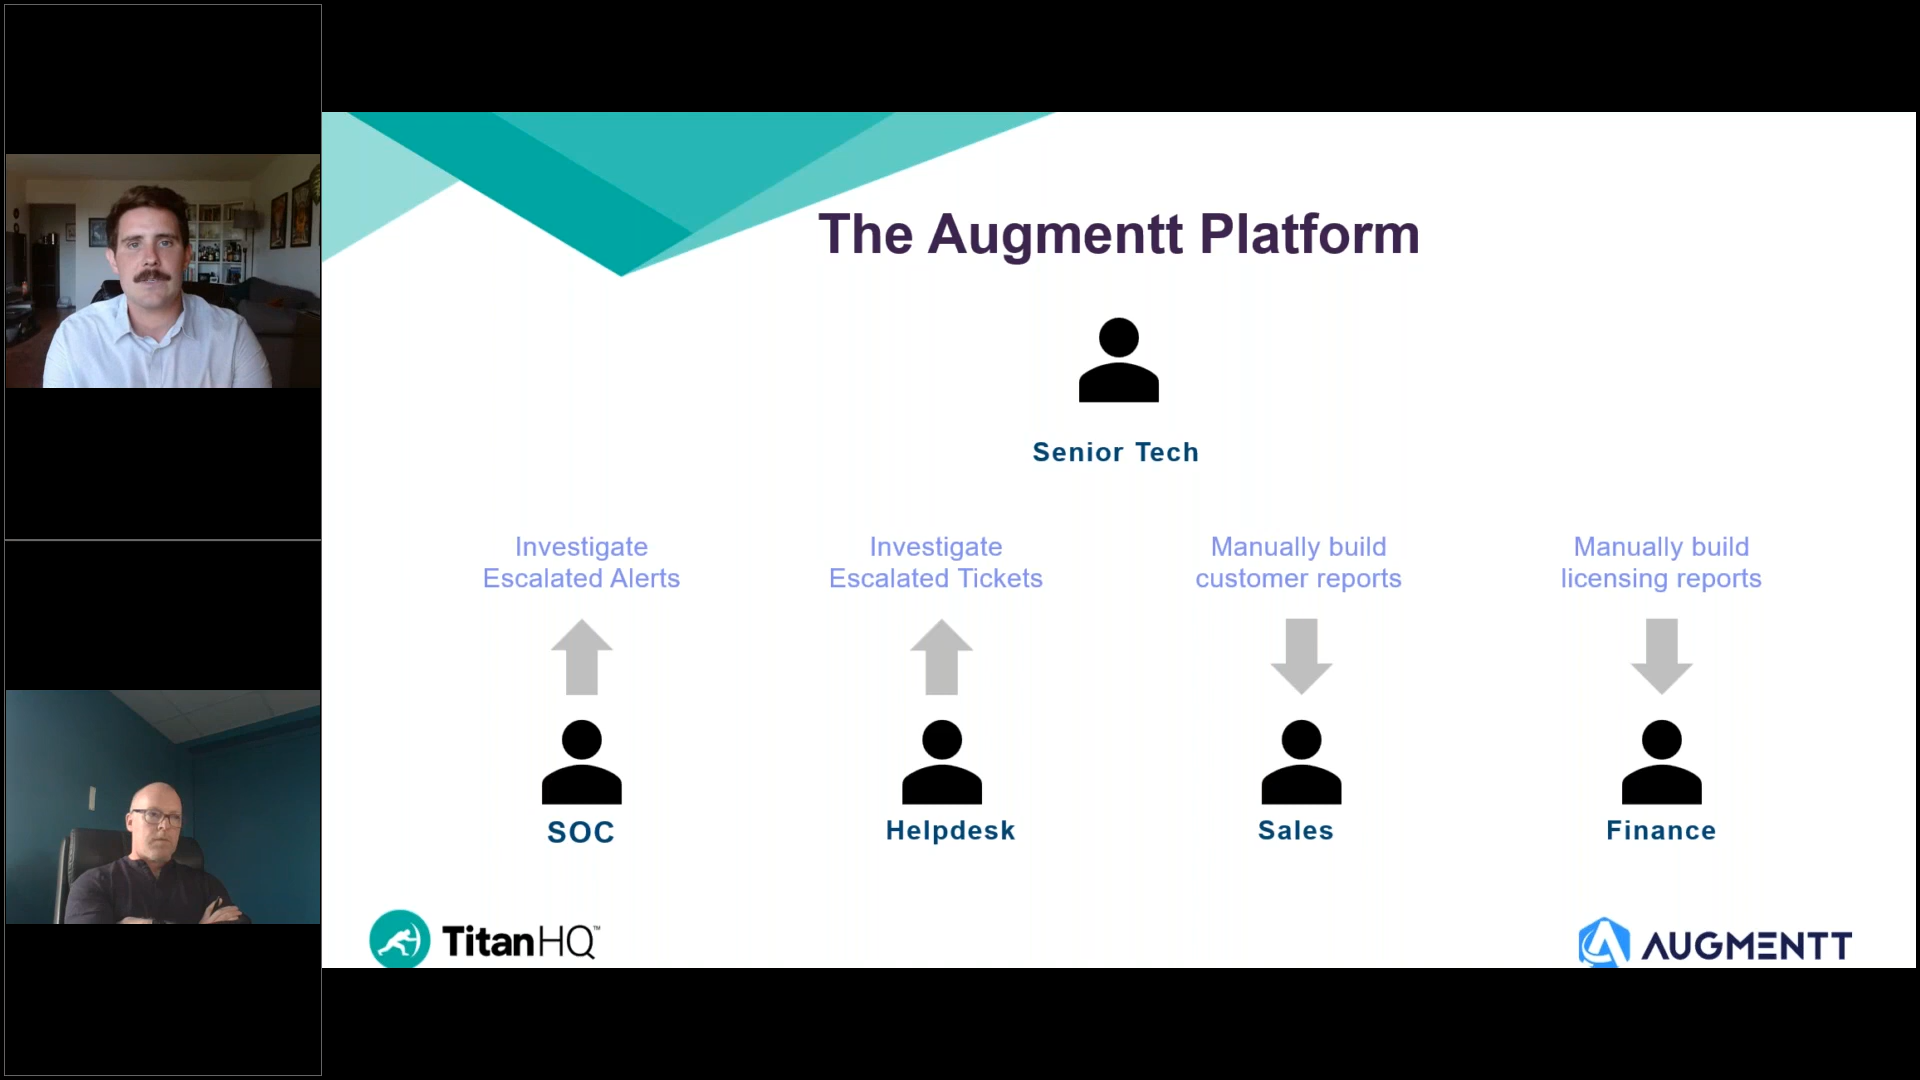 The Augmentt Platform
Senior Tech
Investigate
Escalated Alerts
Investigate
Escalated Tickets
Manually build
customer reports
Manually build
licensing reports
SOC
Helpdesk
Sales
Finance
TitanHQ™
AUGMENTT